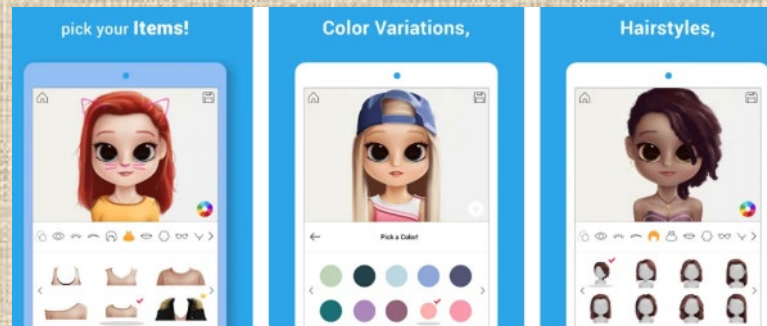 pick your Items!
Color Variations,
Hairstyles,
Pick a Color!